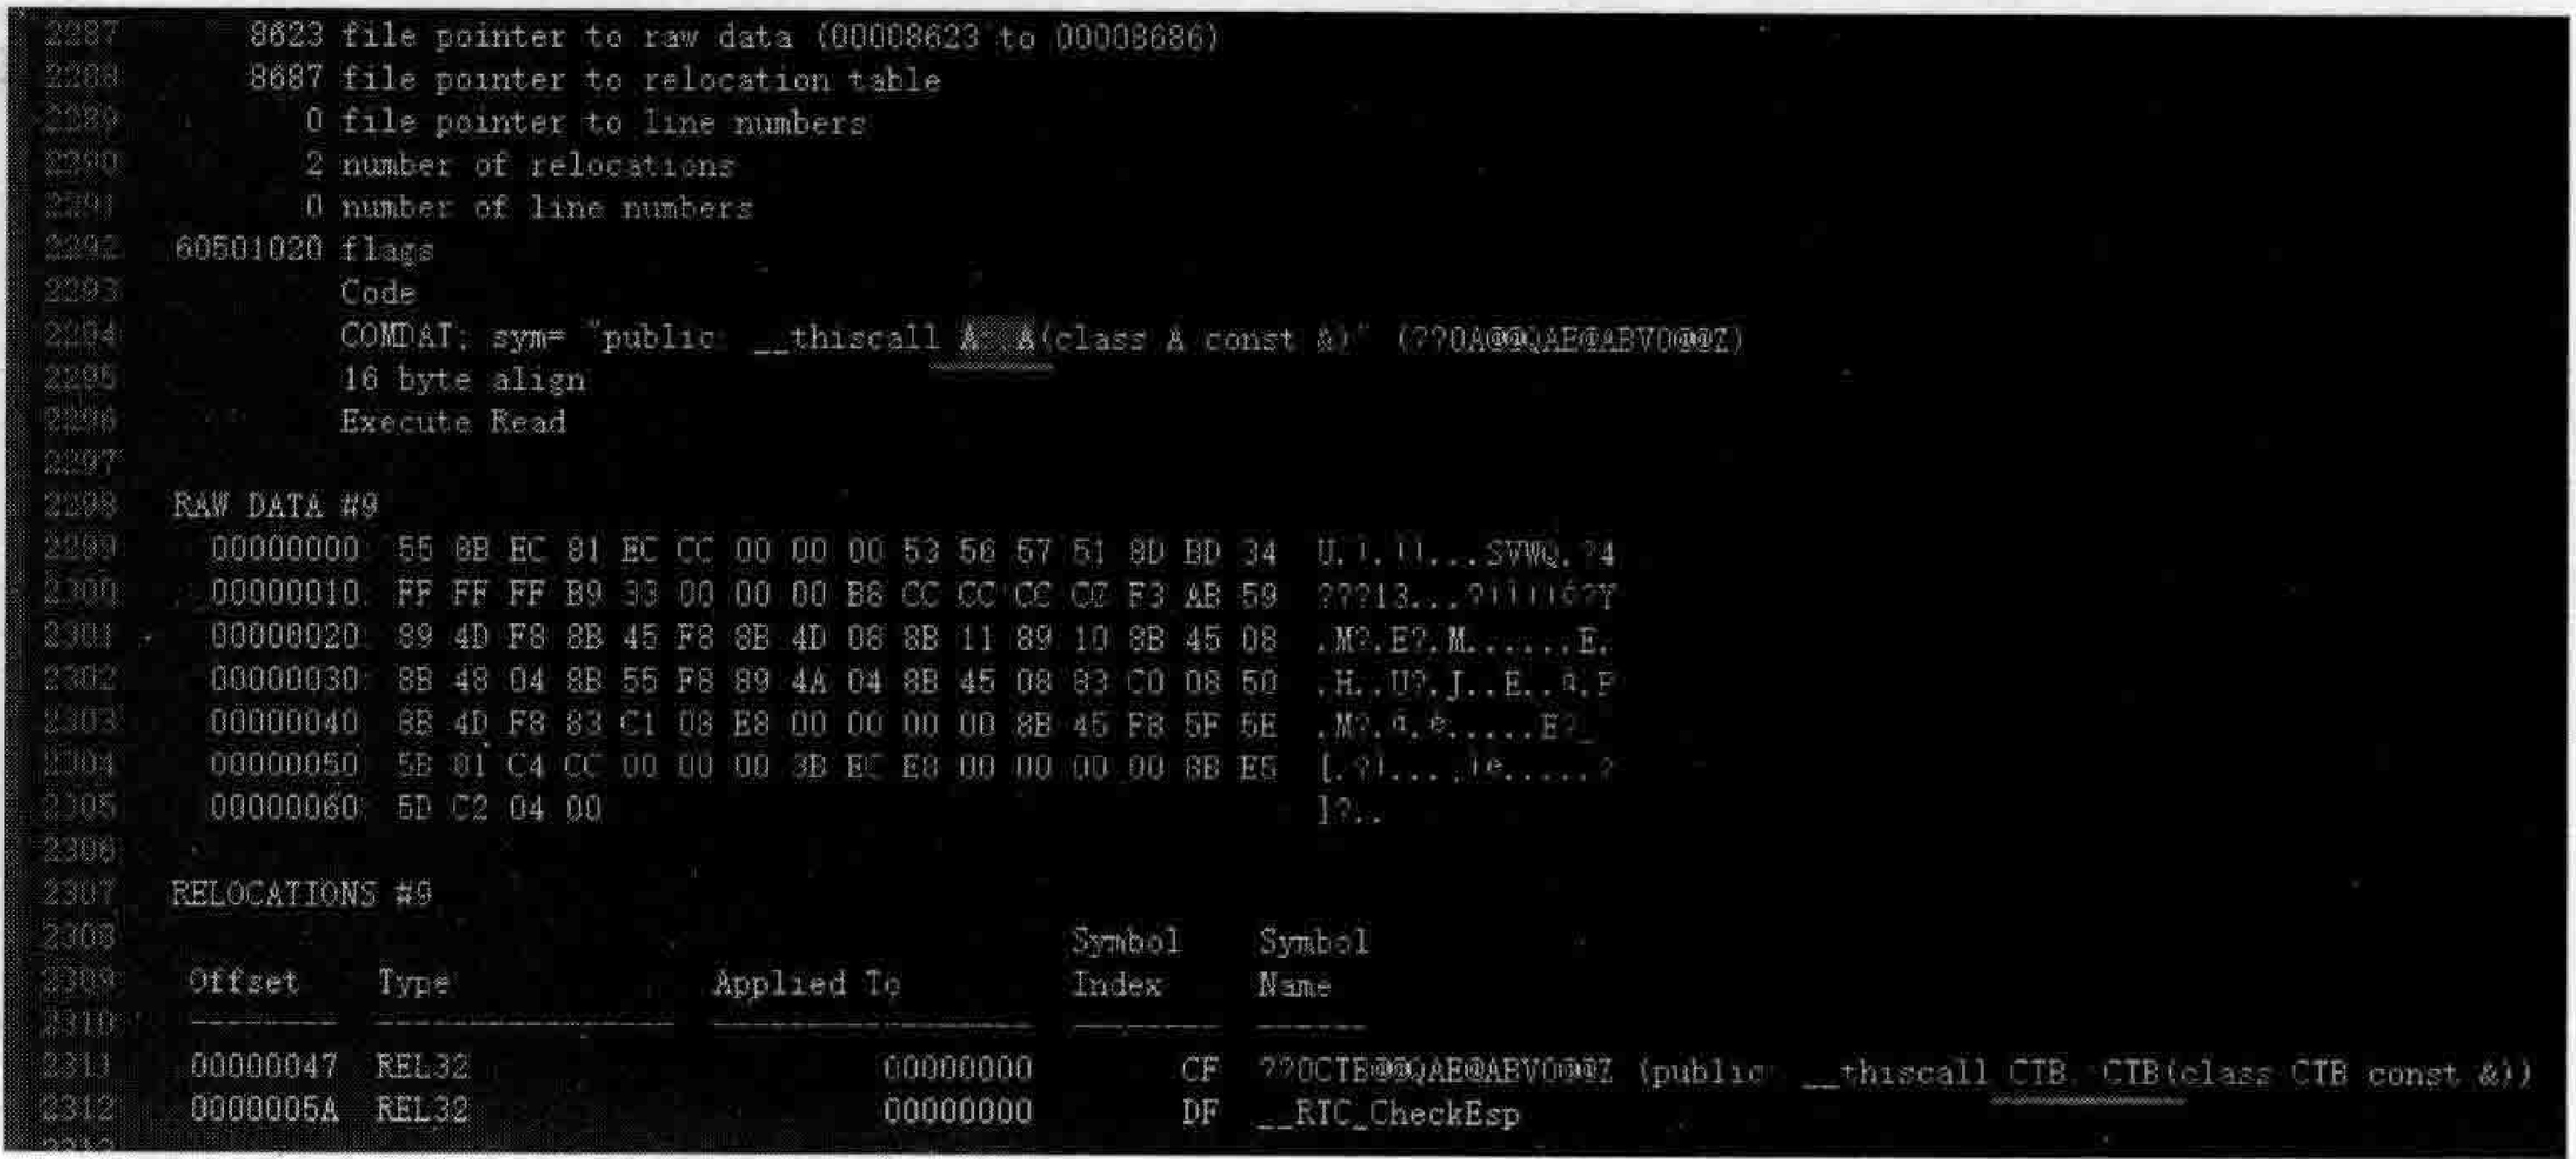 2287 8623 file pointer to raw data (00008623 to 00008686)
2288 8687 file pointer to relocation table
2289 0 file pointer to line numbers
2290 2 number of relocations
2291 0 number of line numbers
2292 60501020 flags
2293 Code
2294 COMDAT; sym= "public __thiscall A A(class A const &)" (??0A@@QAE@ABV0@@Z)
2295 16 byte align
2296 Execute Read
2297
2298 RAW DATA #9
2299 00000000: 55 8B EC 81 EC CC 00 00 00 53 56 57 51 8D BD 34
2300 00000010: FF FF FF B9 33 00 00 00 B8 CC CC CC CC F3 AB 59
2301 00000020: 89 4D F8 8B 45 F8 8B 4D 08 8B 11 89 10 8B 45 08 .M?.E?.M......E.
2302 00000030: 8B 48 04 8B 55 F8 89 4A 04 8B 45 08 83 C0 08 50
2303 00000040: 8B 4D F8 83 C1 08 E8 00 00 00 00 8B 45 F8 5F 5E
2304 00000050: 5B 81 C4 CC 00 00 00 3B EC E8 00 00 00 00 8B E5
2305 00000060: 5D C2 04 00 ]?..
2306
2307 RELOCATIONS #9
2308 Symbol Symbol
2309 Offset Type Applied To Index Name
2310 -------- ---------------- ----------------- -------- ------
2311 00000047 REL32 00000000 CF ??0CTB@@QAE@ABV0@@Z (public __thiscall CTB CTB(class CTB const &))
2312 0000005A REL32 00000000 DF __RTC_CheckEsp